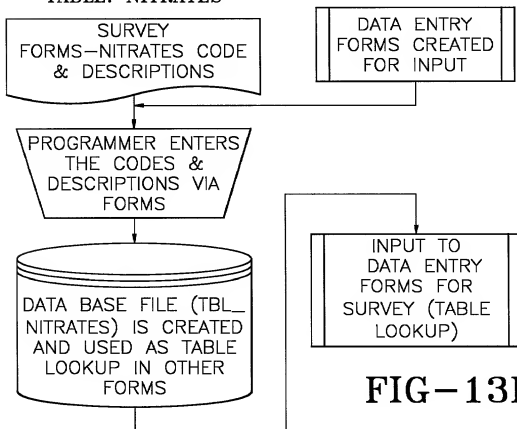 TABLE: NITRATES
SURVEY
FORMS-NITRATES CODE
& DESCRIPTIONS
DATA ENTRY
FORMS CREATED
FOR INPUT
PROGRAMMER ENTERS
THE CODES &
DESCRIPTIONS VIA
FORMS
DATA BASE FILE (TBL_
NITRATES) IS CREATED
AND USED AS TABLE
LOOKUP IN OTHER
FORMS
INPUT TO
DATA ENTRY
FORMS FOR
SURVEY (TABLE
LOOKUP)